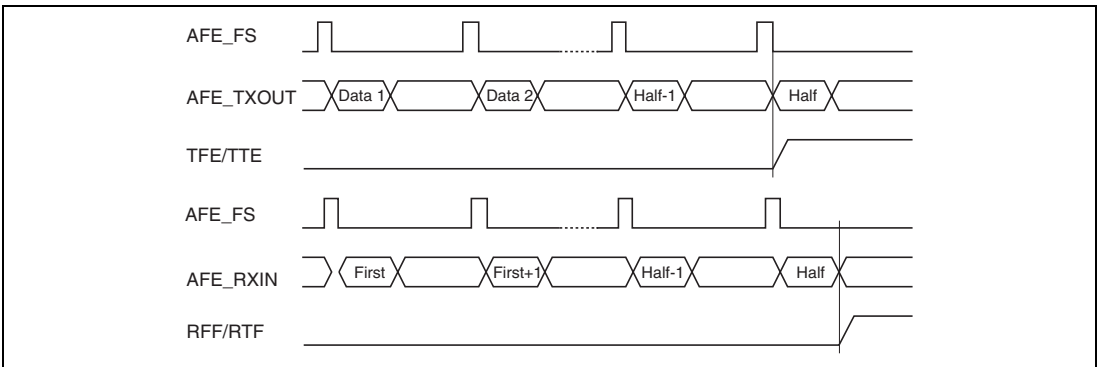 AFE_FS
AFE_TXOUT Data 1 Data 2 Half-1 Half
TFE/TTE
AFE_FS
AFE_RXIN First First+1 Half-1 Half
RFF/RTF